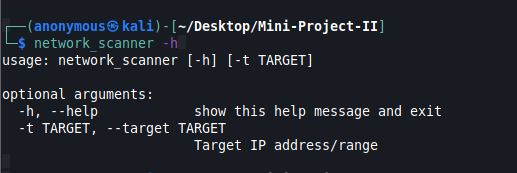 ┌──(anonymous㉿kali)-[~/Desktop/Mini-Project-II]
└─$ network_scanner -h
usage: network_scanner [-h] [-t TARGET]

optional arguments:
  -h, --help            show this help message and exit
  -t TARGET, --target TARGET
                        Target IP address/range